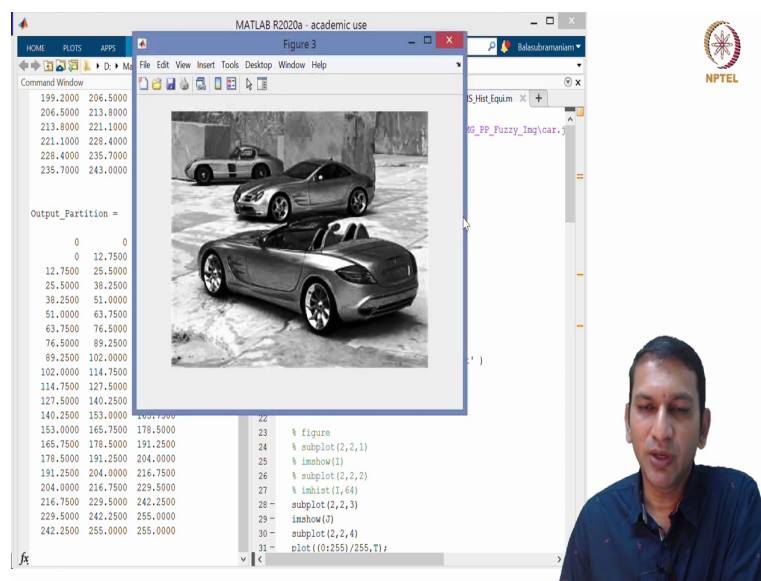 MATLAB R2020a - academic use
HOME PLOTS APPS
Balasubramaniam
D: Ma
Command Window
199.2000 206.5000
206.5000 213.8000
213.8000 221.1000
221.1000 228.4000
228.4000 235.7000
235.7000 243.0000
Output_Partition =
0 0
0 12.7500
12.7500 25.5000
25.5000 38.2500
38.2500 51.0000
51.0000 63.7500
63.7500 76.5000
76.5000 89.2500
89.2500 102.0000
102.0000 114.7500
114.7500 127.5000
127.5000 140.2500
140.2500 153.0000 165.7500
153.0000 165.7500 178.5000
165.7500 178.5000 191.2500
178.5000 191.2500 204.0000
191.2500 204.0000 216.7500
204.0000 216.7500 229.5000
216.7500 229.5000 242.2500
229.5000 242.2500 255.0000
242.2500 255.0000 255.0000
fx
Figure 3
File Edit View Insert Tools Desktop Window Help
S_Hist_Equi.m
G_PP_Fuzzy_Img\car.j
' )
22
23 % figure
24 % subplot(2,2,1)
25 % imshow(I)
26 % subplot(2,2,2)
27 % imhist(I,64)
28 - subplot(2,2,3)
29 - imshow(J)
30 - subplot(2,2,4)
31 - plot((0:255)/255,T);
NPTEL